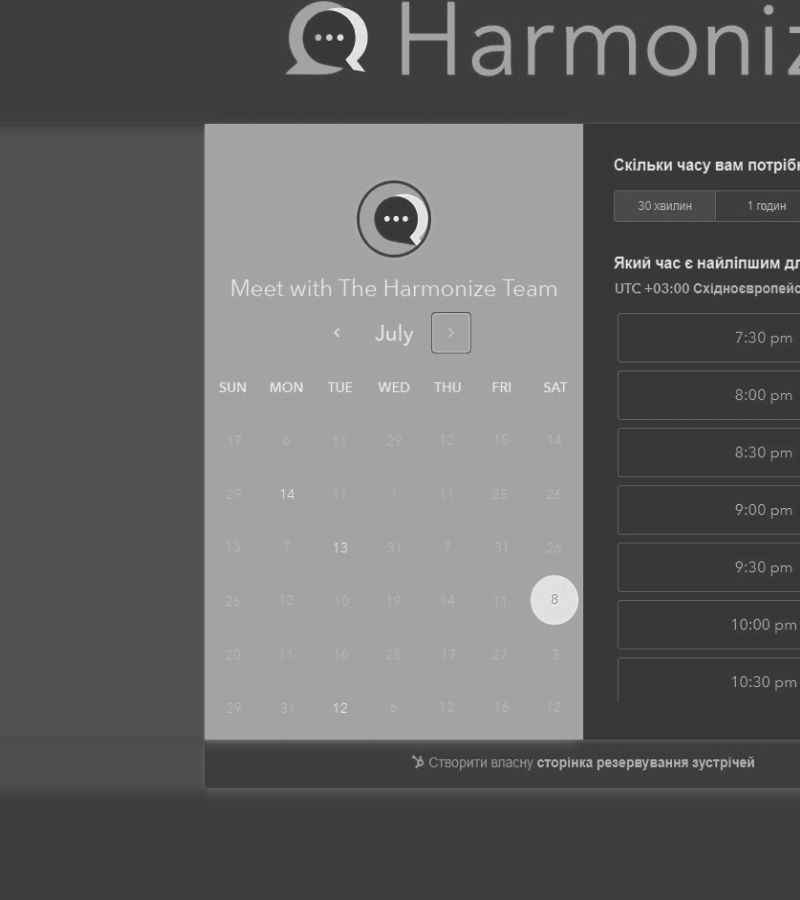 Harmoniz
Meet with The Harmonize Team
July
SUN MON TUE WED THU FRI SAT
17 6 11 29 12 15 14
29 14 11 1 11 25 26
13 7 13 31 7 31 26
26 12 10 19 14 11 8
20 11 16 28 17 27 3
29 31 12 6 12 16 12
Скільки часу вам потрібн
30 хвилин 1 годин
Який час є найліпшим дл
UTC +03:00 Східноєвропейс
7:30 pm
8:00 pm
8:30 pm
9:00 pm
9:30 pm
10:00 pm
10:30 pm
Створити власну сторінка резервування зустрічей